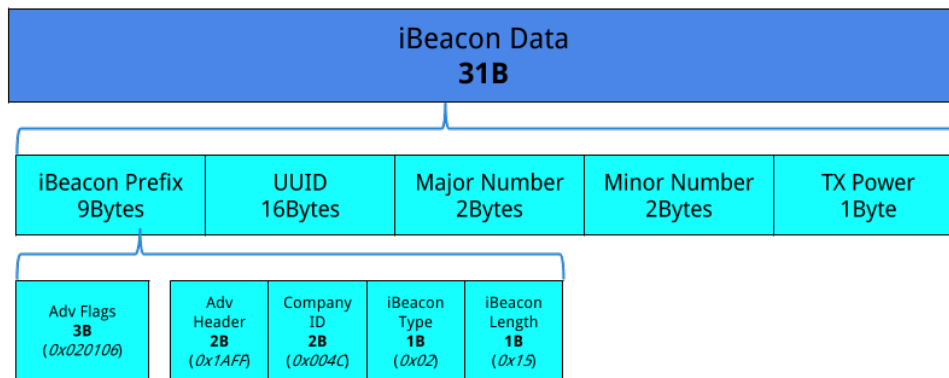 iBeacon Data
31B
iBeacon Prefix
9Bytes
UUID
16Bytes
Major Number
2Bytes
Minor Number
2Bytes
TX Power
1Byte
Adv Flags
3B
(0x020106)
Adv
Header
2B
(0x1AFF)
Company
ID
2B
(0x004C)
iBeacon
Type
1B
(0x02)
iBeacon
Length
1B
(0x15)